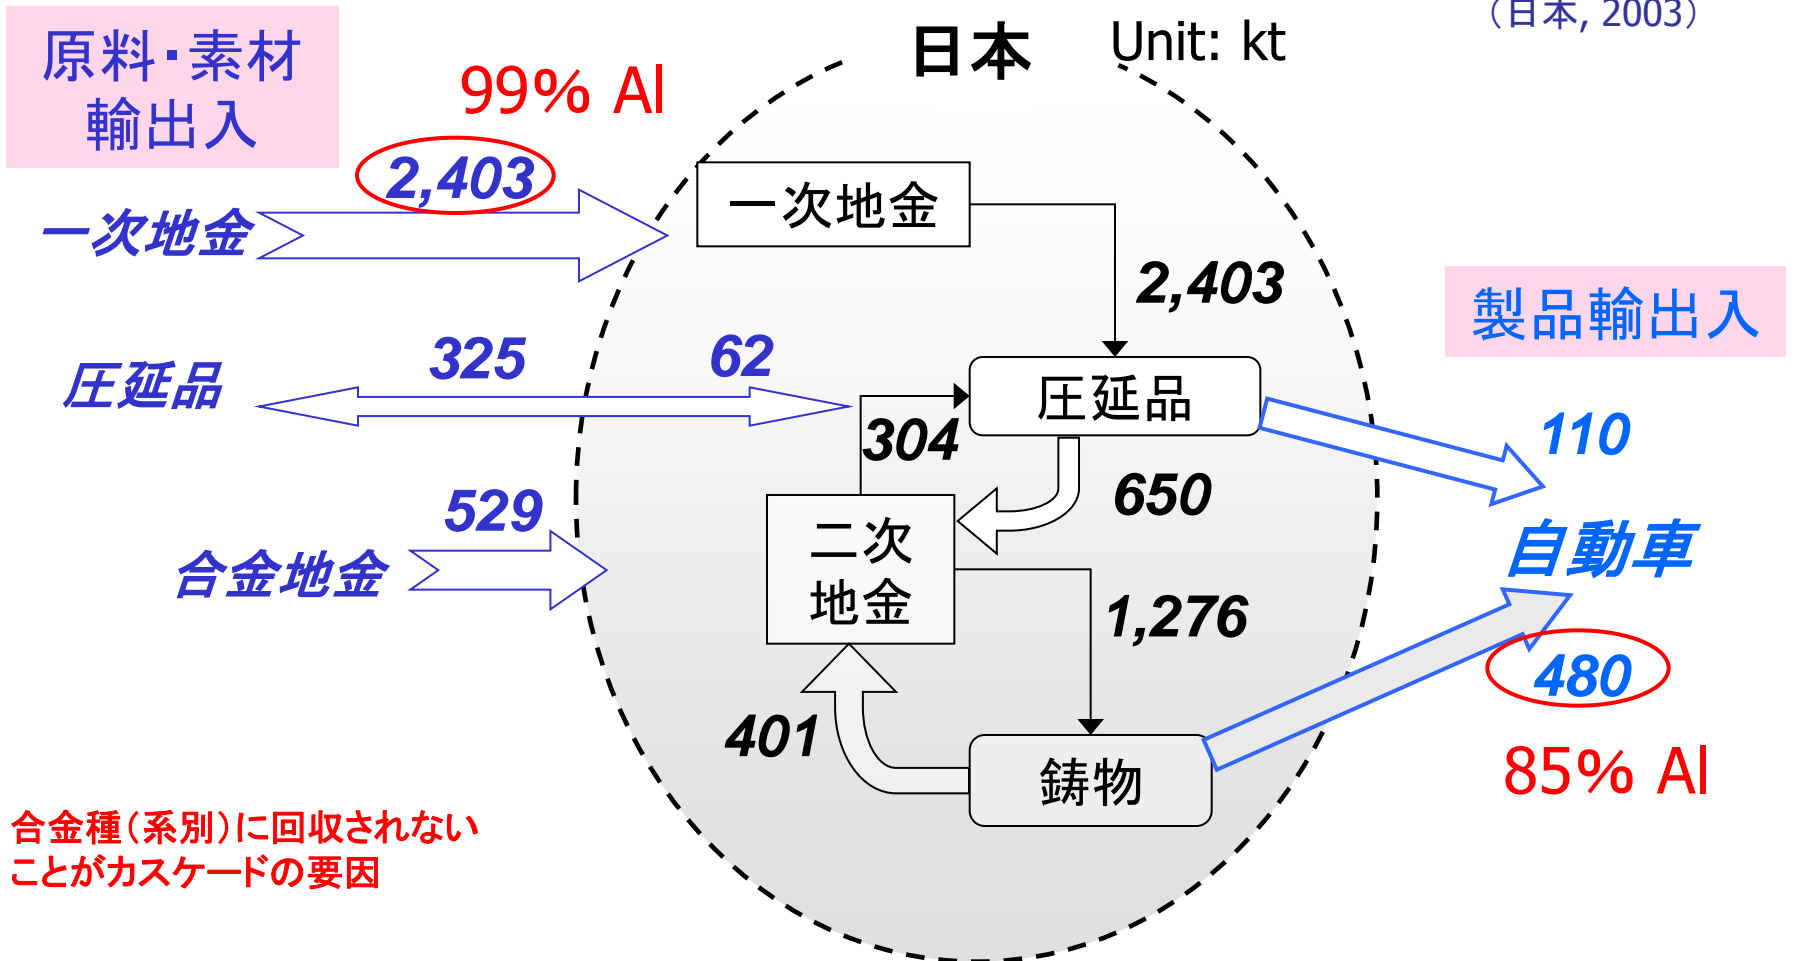 （日本, 2003）
日本
Unit: kt
原料・素材
輸出入
99% Al
2,403
一次地金
一次地金
2,403
製品輸出入
圧延品
325
62
圧延品
304
110
650
529
合金地金
二次
地金
自動車
1,276
480
401
85% Al
鋳物
合金種（系別）に回収されない
ことがカスケードの要因